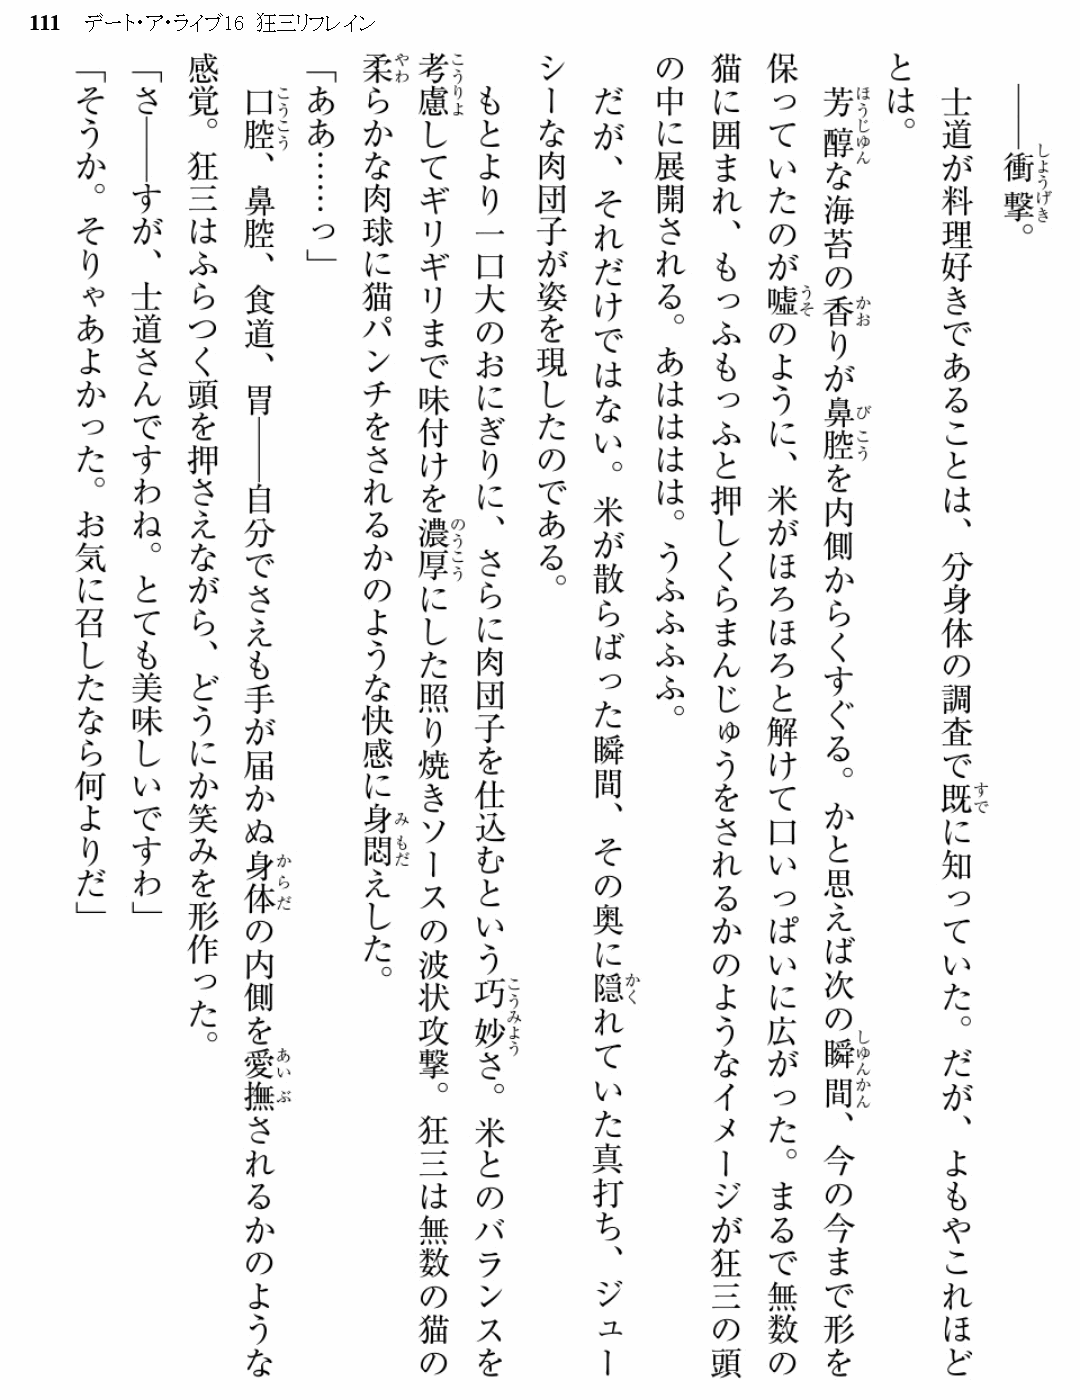 111 デート・ア・ライブ16 狂三リフレイン
――衝撃。
士道が料理好きであることは、分身体の調査で既に知っていた。だが、よもやこれほど
とは。
芳醇な海苔の香りが鼻腔を内側からくすぐる。かと思えば次の瞬間、今の今まで形を
保っていたのが嘘のように、米がほろほろと解けて口いっぱいに広がった。まるで無数の
猫に囲まれ、もっふもっふと押しくらまんじゅうをされるかのようなイメージが狂三の頭
の中に展開される。あはははは。うふふふふ。
だが、それだけではない。米が散らばった瞬間、その奥に隠れていた真打ち、ジュー
シーな肉団子が姿を現したのである。
もとより一口大のおにぎりに、さらに肉団子を仕込むという巧妙さ。米とのバランスを
考慮してギリギリまで味付けを濃厚にした照り焼きソースの波状攻撃。狂三は無数の猫の
柔らかな肉球に猫パンチをされるかのような快感に身悶えした。
「ああ……っ」
口腔、鼻腔、食道、胃――自分でさえも手が届かぬ身体の内側を愛撫されるかのような
感覚。狂三はふらつく頭を押さえながら、どうにか笑みを形作った。
「さ――すが、士道さんですわね。とても美味しいですわ」
「そうか。そりゃあよかった。お気に召したなら何よりだ」